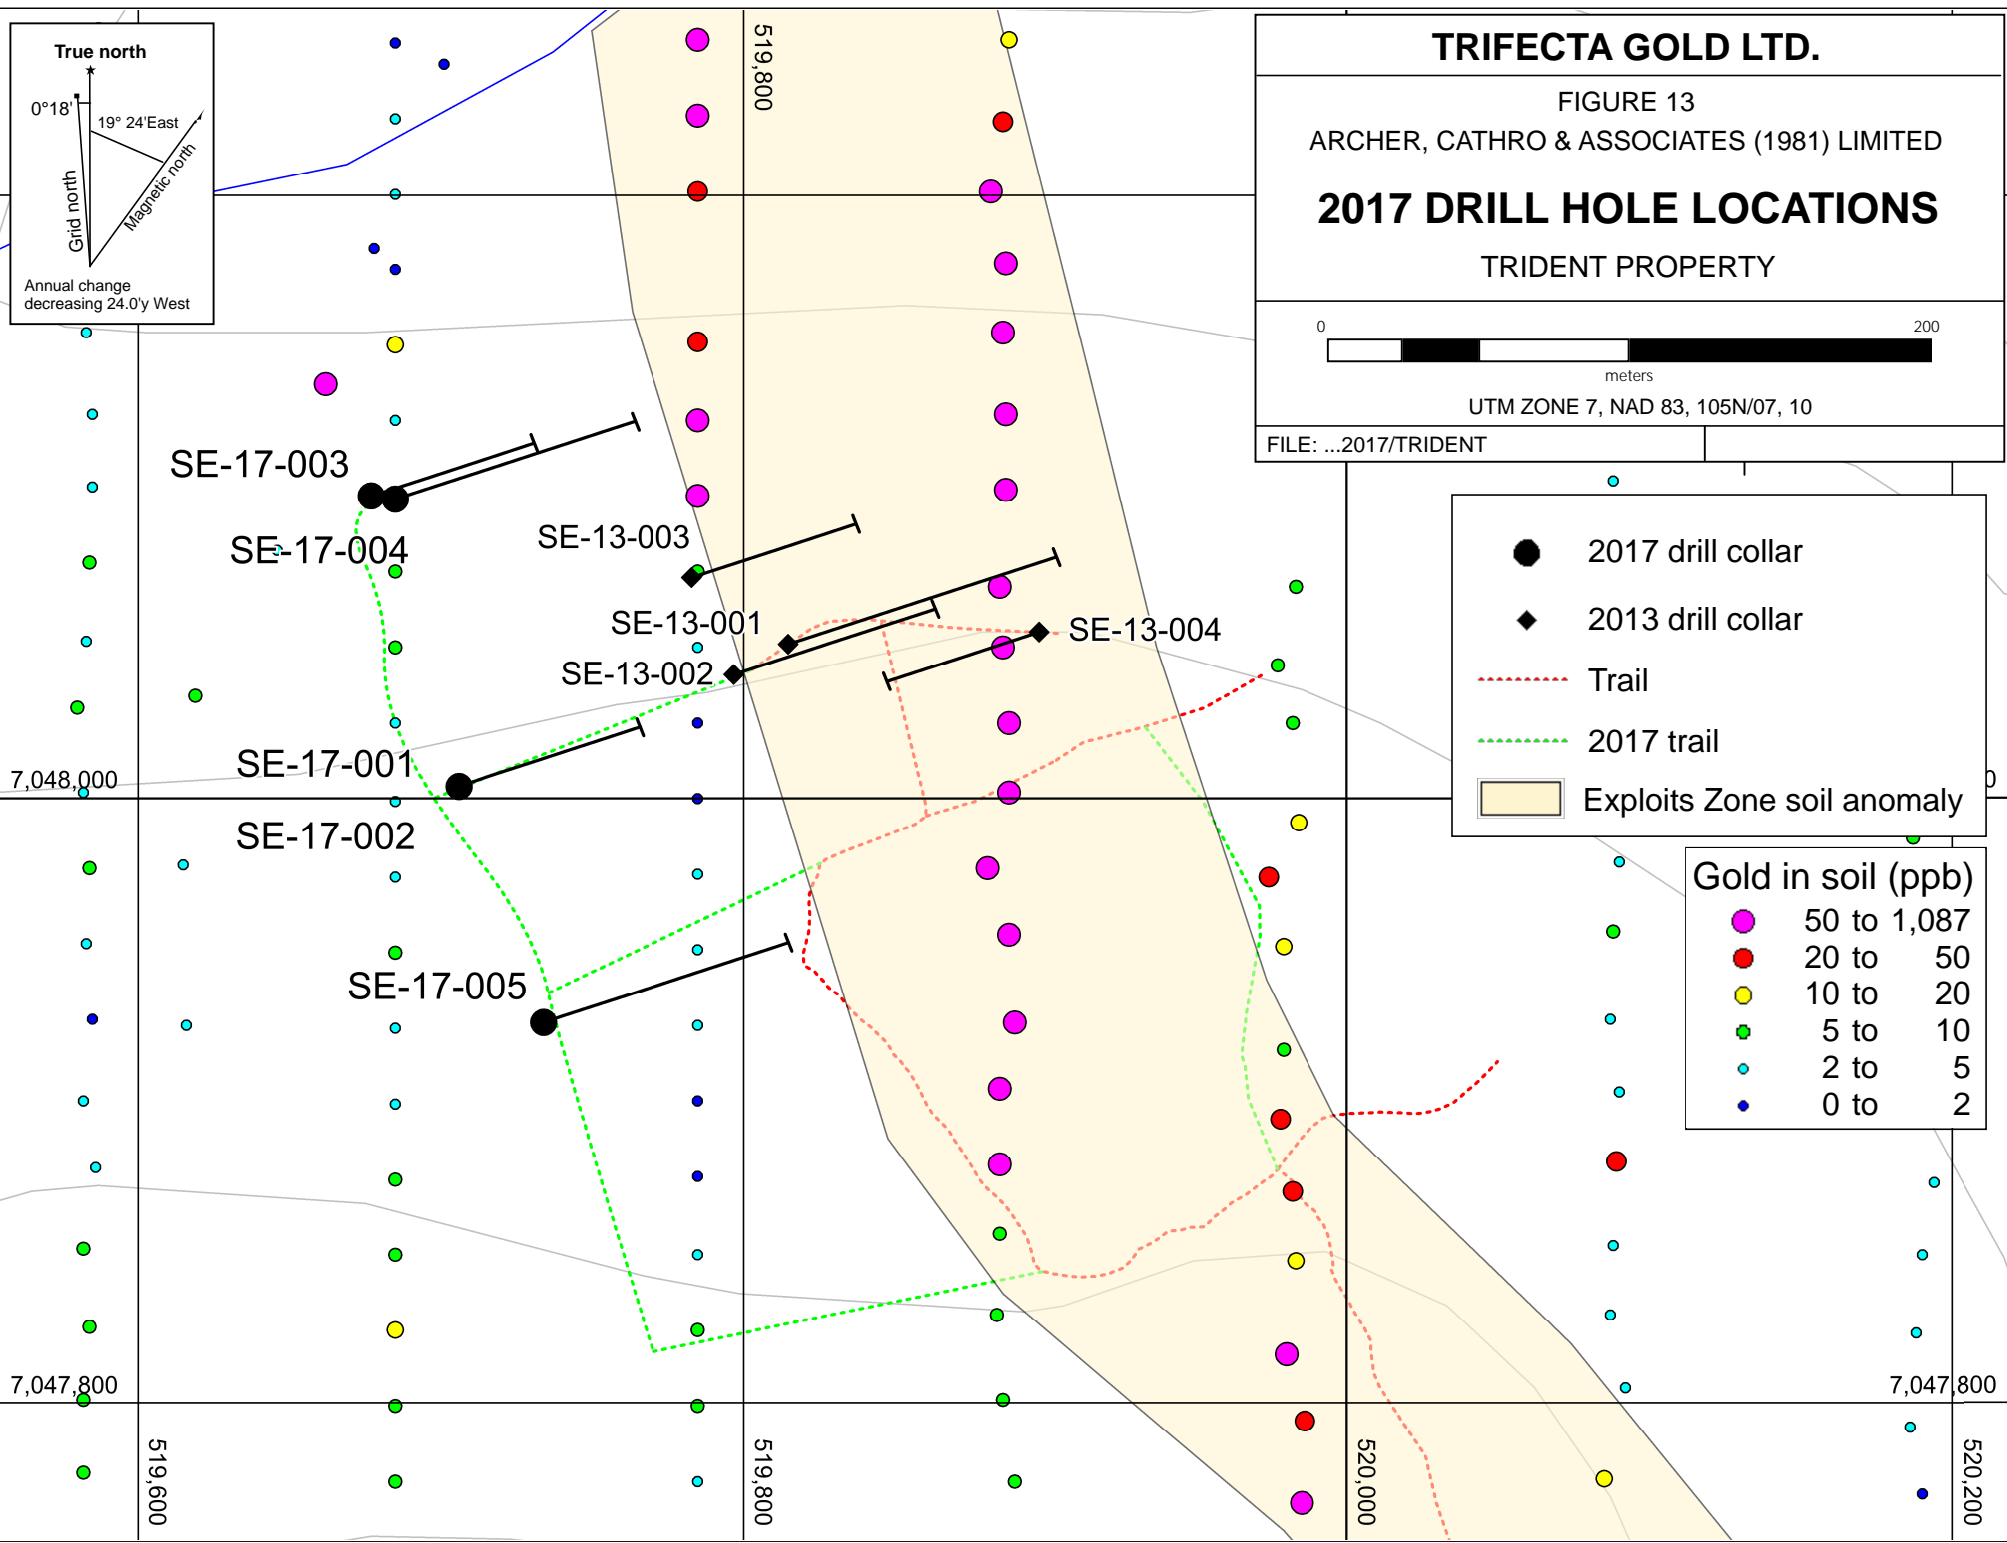 True north
0°18'
19° 24'East
Grid north
Magnetic north
Annual change
decreasing 24.0'y West
519,800
TRIFECTA GOLD LTD.
FIGURE 13
ARCHER, CATHRO & ASSOCIATES (1981) LIMITED
2017 DRILL HOLE LOCATIONS
TRIDENT PROPERTY
0 200
meters
UTM ZONE 7, NAD 83, 105N/07, 10
FILE: ...2017/TRIDENT
SE-17-003
SE-17-004
SE-13-003
SE-13-001
SE-13-002
SE-13-004
SE-17-001
7,048,000
SE-17-002
SE-17-005
2017 drill collar
2013 drill collar
Trail
2017 trail
Exploits Zone soil anomaly
0
Gold in soil (ppb)
50 to 1,087
20 to 50
10 to 20
5 to 10
2 to 5
0 to 2
7,047,800
7,047,800
519,600
519,800
520,000
520,200